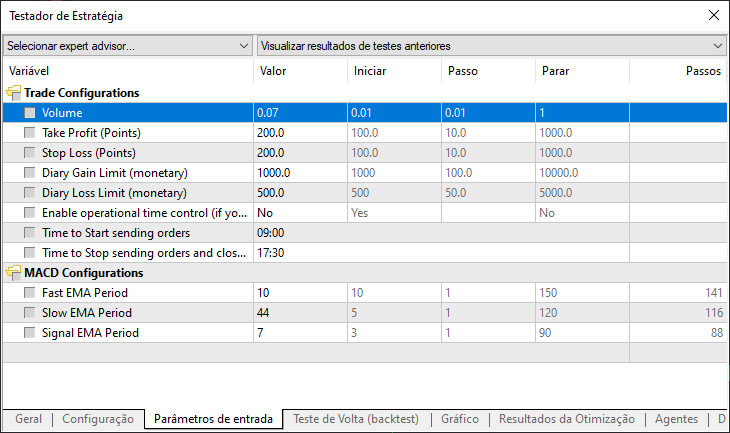 Testador de Estratégia
Selecionar expert advisor... Visualizar resultados de testes anteriores
Variável Valor Iniciar Passo Parar Passos
Trade Configurations
Volume 0.07 0.01 0.01 1
Take Profit (Points) 200.0 100.0 10.0 1000.0
Stop Loss (Points) 200.0 100.0 10.0 1000.0
Diary Gain Limit (monetary) 1000.0 1000 100.0 10000.0
Diary Loss Limit (monetary) 500.0 500 50.0 5000.0
Enable operational time control (if yo... No Yes No
Time to Start sending orders 09:00
Time to Stop sending orders and clos... 17:30
MACD Configurations
Fast EMA Period 10 10 1 150 141
Slow EMA Period 44 5 1 120 116
Signal EMA Period 7 3 1 90 88
Geral Configuração Parâmetros de entrada Teste de Volta (backtest) Gráfico Resultados da Otimização Agentes D